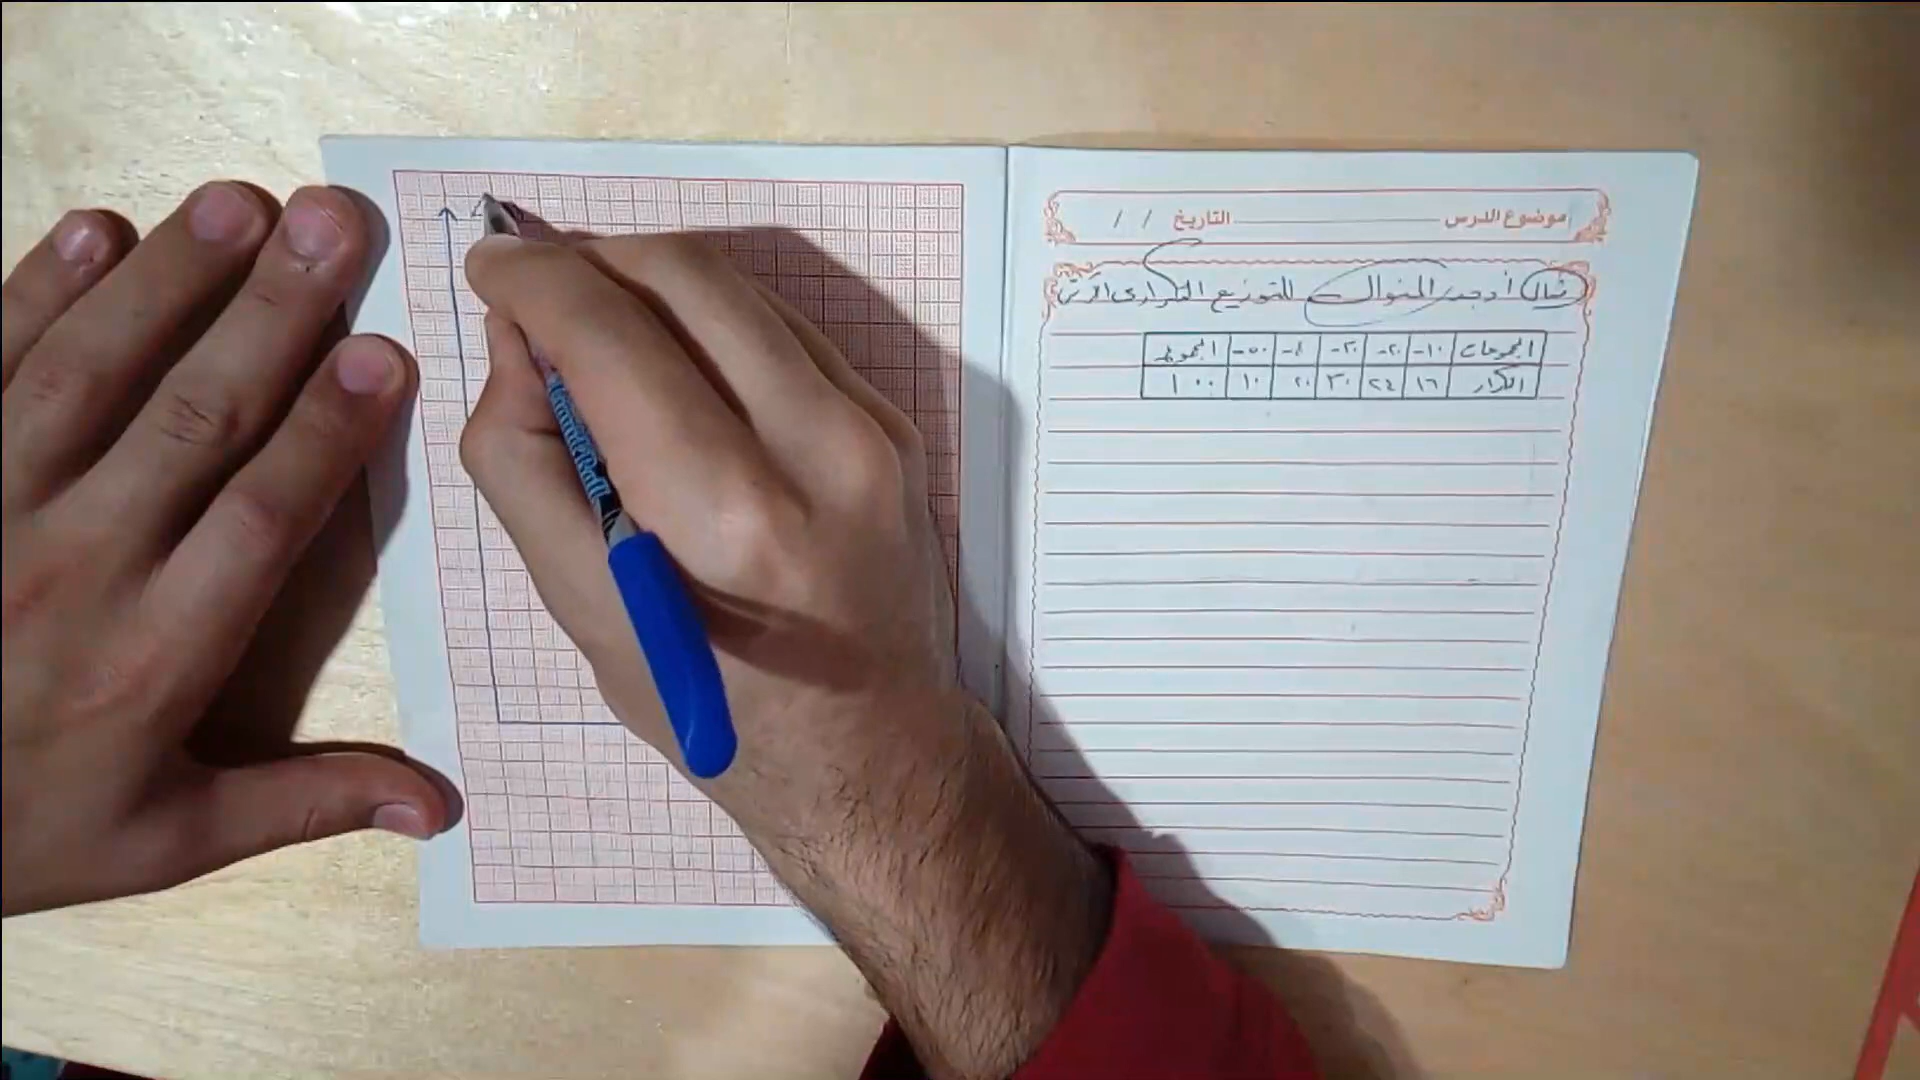 موضوع الدرس التاريخ / /
مثال أوجد المنوال للتوزيع التكراري الآتي
المجموعات ١٠- ٢٠- ٣٠- ٤٠- ٥٠- المجموع
التكرار ١٦ ٢٤ ٣٠ ٢٠ ١٠ ١٠٠